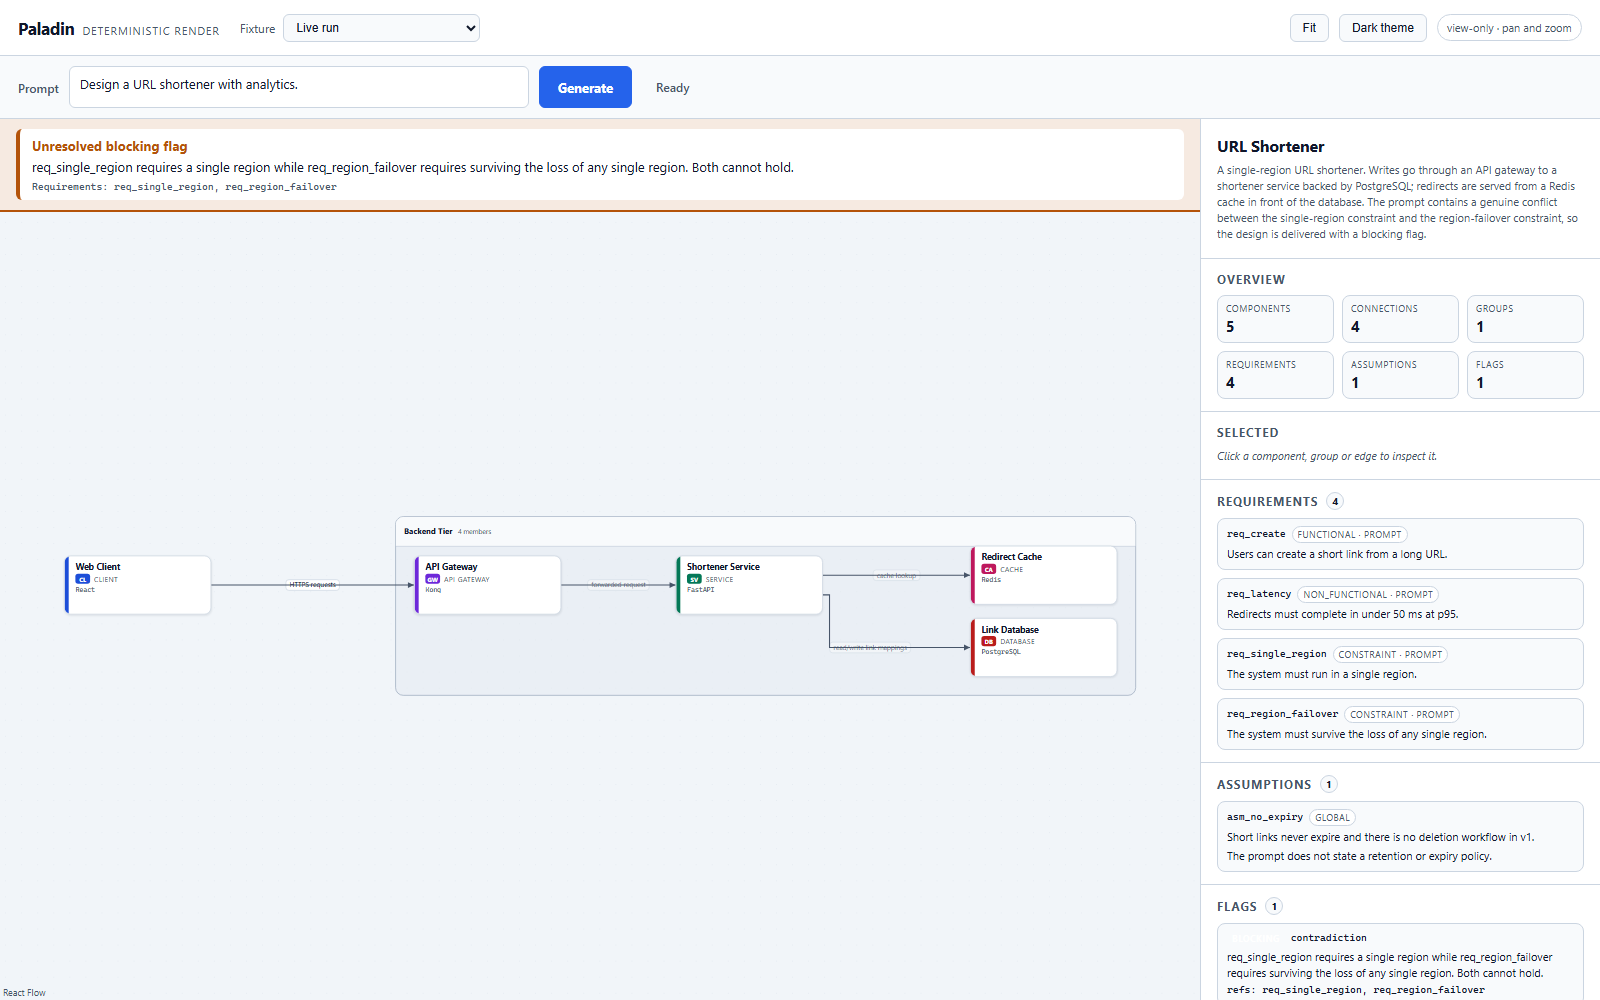 Paladin DETERMINISTIC RENDER Fixture Live run Fit Dark theme view-only · pan and zoom
Prompt Design a URL shortener with analytics. Generate Ready
Unresolved blocking flag
req_single_region requires a single region while req_region_failover requires surviving the loss of any single region. Both cannot hold.
Requirements: req_single_region, req_region_failover
Backend Tier 4 members
Web Client
CL CLIENT
React
HTTPS requests
API Gateway
GW API GATEWAY
Kong
forwarded request
Shortener Service
SV SERVICE
FastAPI
cache lookup
read/write link mappings
Redirect Cache
CA CACHE
Redis
Link Database
DB DATABASE
PostgreSQL
React Flow
URL Shortener
A single-region URL shortener. Writes go through an API gateway to a
shortener service backed by PostgreSQL; redirects are served from a Redis
cache in front of the database. The prompt contains a genuine conflict
between the single-region constraint and the region-failover constraint, so
the design is delivered with a blocking flag.
OVERVIEW
COMPONENTS
5
CONNECTIONS
4
GROUPS
1
REQUIREMENTS
4
ASSUMPTIONS
1
FLAGS
1
SELECTED
Click a component, group or edge to inspect it.
REQUIREMENTS 4
req_create FUNCTIONAL · PROMPT
Users can create a short link from a long URL.
req_latency NON_FUNCTIONAL · PROMPT
Redirects must complete in under 50 ms at p95.
req_single_region CONSTRAINT · PROMPT
The system must run in a single region.
req_region_failover CONSTRAINT · PROMPT
The system must survive the loss of any single region.
ASSUMPTIONS 1
asm_no_expiry GLOBAL
Short links never expire and there is no deletion workflow in v1.
The prompt does not state a retention or expiry policy.
FLAGS 1
contradiction
req_single_region requires a single region while req_region_failover
requires surviving the loss of any single region. Both cannot hold.
refs: req_single_region, req_region_failover